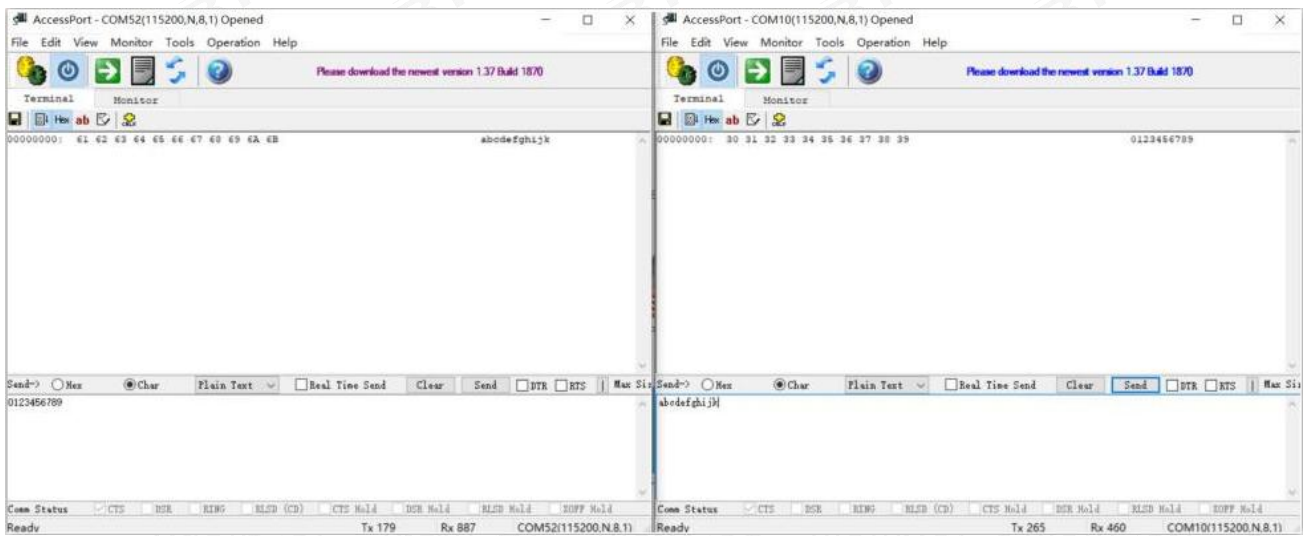 AccessPort - COM52(115200,N,8,1) Opened
File Edit View Monitor Tools Operation Help
Please download the newest version 1.37 Build 1870
Terminal Monitor
Hex ab
00000000: 61 62 63 64 65 66 67 68 69 6A 6B abcdefghijk
Send-> Hex Char Plain Text Real Time Send Clear Send DTR RTS | Max Si
0123456789
Comm Status CTS DSR RING RLSD (CD) CTS Hold DSR Hold RLSD Hold XOFF Hold
Ready Tx 179 Rx 887 COM52(115200,N,8,1)
AccessPort - COM10(115200,N,8,1) Opened
File Edit View Monitor Tools Operation Help
Please download the newest version 1.37 Build 1870
Terminal Monitor
Hex ab
00000000: 30 31 32 33 34 35 36 37 38 39 0123456789
Send-> Hex Char Plain Text Real Time Send Clear Send DTR RTS | Max Si
abcdefghijk
Comm Status CTS DSR RING RLSD (CD) CTS Hold DSR Hold RLSD Hold XOFF Hold
Ready Tx 265 Rx 460 COM10(115200,N,8,1)